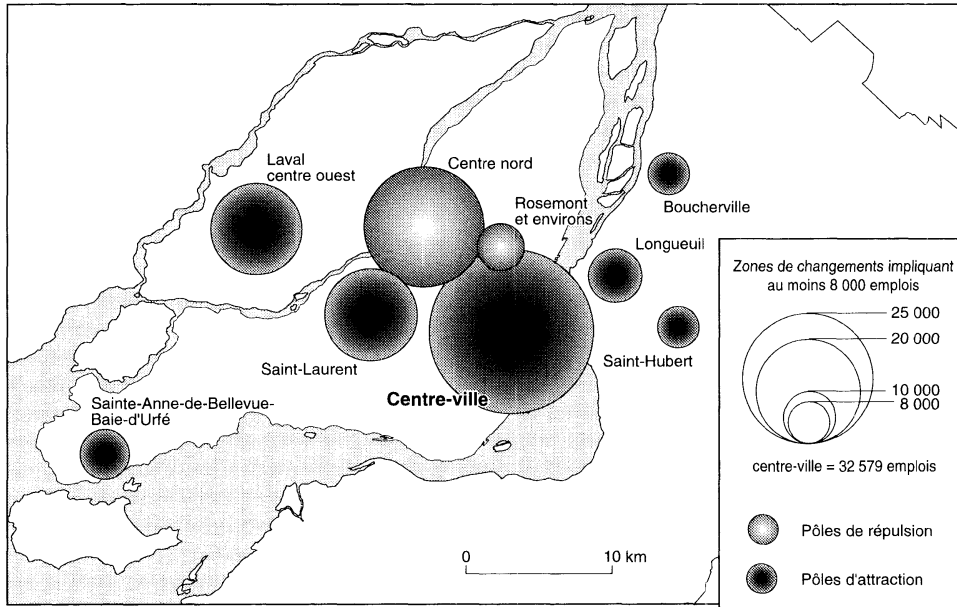 Laval
centre ouest
Centre nord
Rosemont
et environs
Boucherville
Longueuil
Saint-Laurent
Saint-Hubert
Centre-ville
Sainte-Anne-de-Bellevue-
Baie-d'Urfé
0 10 km
Zones de changements impliquant
au moins 8 000 emplois
25 000
20 000
10 000
8 000
centre-ville = 32 579 emplois
Pôles de répulsion
Pôles d'attraction